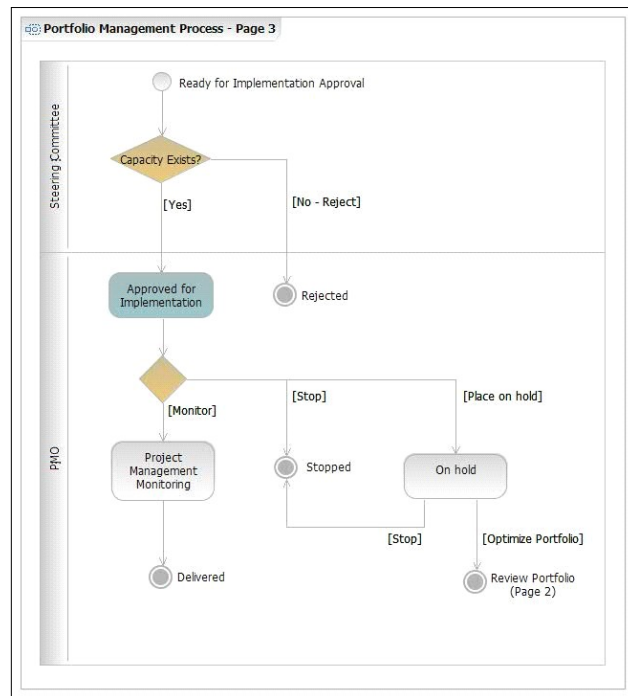 Portfolio Management Process - Page 3
Steering Committee
Ready for Implementation Approval
Capacity Exists?
[Yes]
[No - Reject]
PMO
Approved for
Implementation
Rejected
[Monitor]
[Stop]
[Place on hold]
Project
Management
Monitoring
Stopped
On hold
[Stop]
[Optimize Portfolio]
Delivered
Review Portfolio
(Page 2)